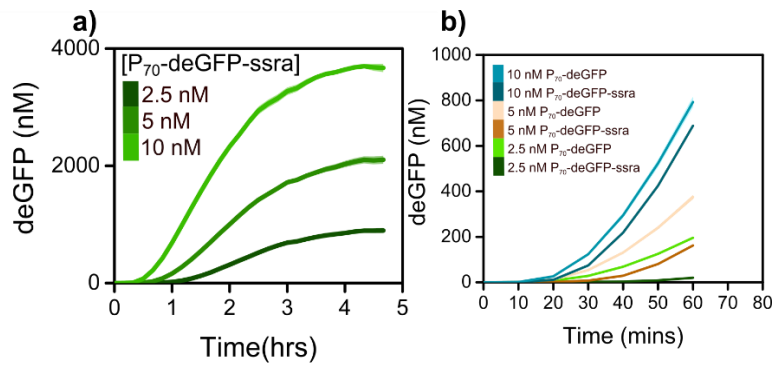 a)
[P₇₀-deGFP-ssra]
2.5 nM
5 nM
10 nM
4000
2000
0
deGFP (nM)
0 1 2 3 4 5
Time(hrs)
b)
10 nM P₇₀-deGFP
10 nM P₇₀-deGFP-ssra
5 nM P₇₀-deGFP
5 nM P₇₀-deGFP-ssra
2.5 nM P₇₀-deGFP
2.5 nM P₇₀-deGFP-ssra
1000
800
600
400
200
0
deGFP (nM)
0 10 20 30 40 50 60 70 80
Time (mins)